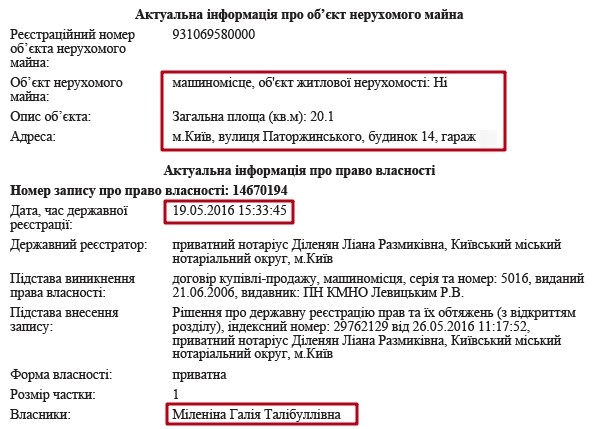 Актуальна інформація про об’єкт нерухомого майна
Реєстраційний номер 931069580000
об’єкта нерухомого
майна:
Об’єкт нерухомого машиномісце, об'єкт житлової нерухомості: Ні
майна:
Опис об’єкта: Загальна площа (кв.м): 20.1
Адреса: м.Київ, вулиця Паторжинського, будинок 14, гараж
Актуальна інформація про право власності
Номер запису про право власності: 14670194
Дата, час державної 19.05.2016 15:33:45
реєстрації:
Державний реєстратор: приватний нотаріус Діленян Ліана Размиківна, Київський міський
нотаріальний округ, м.Київ
Підстава виникнення договір купівлі-продажу, машиномісця, серія та номер: 5016, виданий
права власності: 21.06.2006, видавник: ПН КМНО Левицьким Р.В.
Підстава внесення Рішення про державну реєстрацію прав та їх обтяжень (з відкриттям
запису: розділу), індексний номер: 29762129 від 26.05.2016 11:17:52,
приватний нотаріус Діленян Ліана Размиківна, Київський міський
нотаріальний округ, м.Київ
Форма власності: приватна
Розмір частки: 1
Власники: Міленіна Галія Талібуллівна